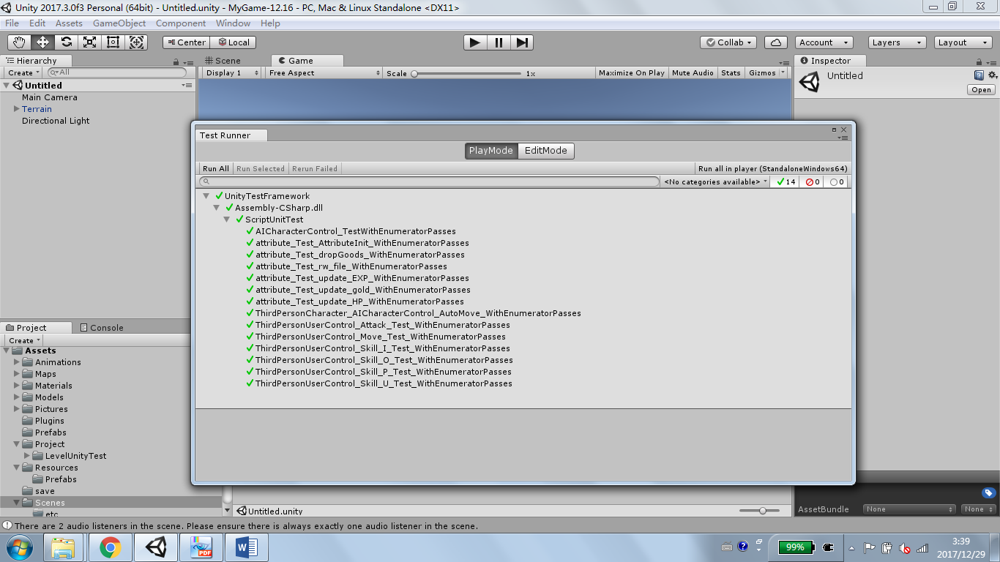 Unity 2017.3.0f3 Personal (64bit) - Untitled.unity - MyGame-12.16 - PC, Mac & Linux Standalone <DX11>
File Edit Assets GameObject Component Window Help
Center Local Collab Account Layers Layout
Hierarchy Scene Game Inspector
Create All Display 1 Free Aspect Scale 1x Maximize On Play Mute Audio Stats Gizmos Untitled
Open
Untitled
Main Camera
Terrain
Directional Light
Test Runner
PlayMode EditMode
Run All Run Selected Rerun Failed Run all in player (StandaloneWindows64)
<No categories available> 14 0 0
UnityTestFramework
Assembly-CSharp.dll
ScriptUnitTest
AICharacterControl_TestWithEnumeratorPasses
attribute_Test_AttributeInit_WithEnumeratorPasses
attribute_Test_dropGoods_WithEnumeratorPasses
attribute_Test_rw_file_WithEnumeratorPasses
attribute_Test_update_EXP_WithEnumeratorPasses
attribute_Test_update_gold_WithEnumeratorPasses
attribute_Test_update_HP_WithEnumeratorPasses
ThirdPersonCharacter_AICharacterControl_AutoMove_WithEnumeratorPasses
ThirdPersonUserControl_Attack_Test_WithEnumeratorPasses
ThirdPersonUserControl_Move_Test_WithEnumeratorPasses
ThirdPersonUserControl_Skill_I_Test_WithEnumeratorPasses
ThirdPersonUserControl_Skill_O_Test_WithEnumeratorPasses
ThirdPersonUserControl_Skill_P_Test_WithEnumeratorPasses
ThirdPersonUserControl_Skill_U_Test_WithEnumeratorPasses
Project Console
Create
Assets
Animations
Maps
Materials
Models
Pictures
Plugins
Prefabs
Project
LevelUnityTest
Resources
Prefabs
save
Scenes
etc
Untitled.unity
AssetBundle None None
There are 2 audio listeners in the scene. Please ensure there is always exactly one audio listener in the scene.
PDF
99%
3:39
2017/12/29